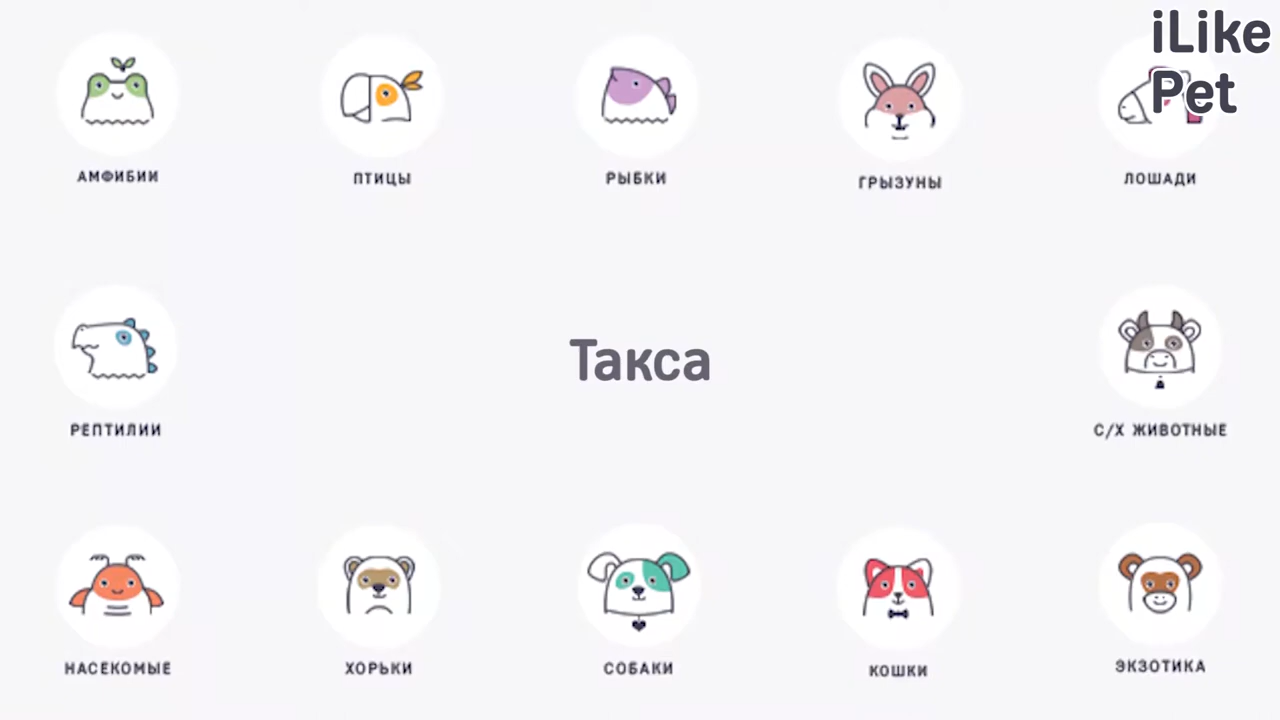 iLike
Pet
АМФИБИИ
ПТИЦЫ
РЫБКИ
ГРЫЗУНЫ
ЛОШАДИ
РЕПТИЛИИ
Такса
С/Х ЖИВОТНЫЕ
НАСЕКОМЫЕ
ХОРЬКИ
СОБАКИ
КОШКИ
ЭКЗОТИКА